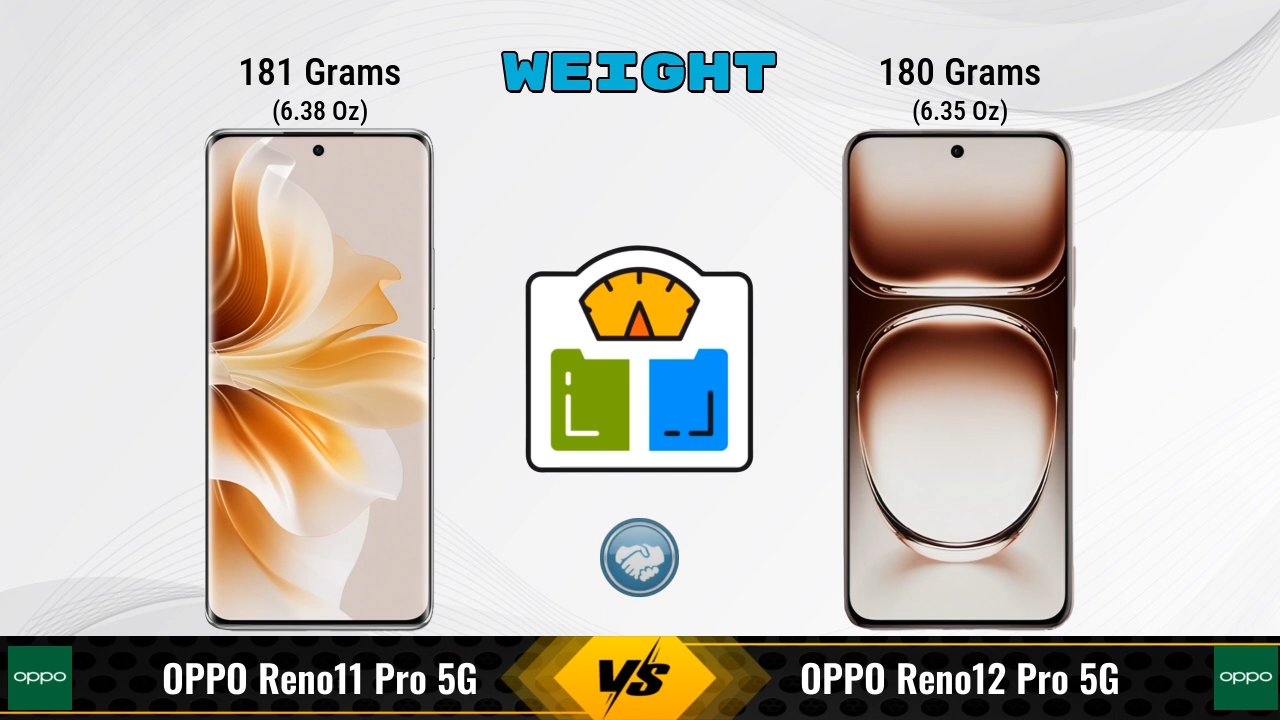 WEIGHT
181 Grams
(6.38 Oz)
180 Grams
(6.35 Oz)
oppo
OPPO Reno11 Pro 5G
VS
OPPO Reno12 Pro 5G
oppo